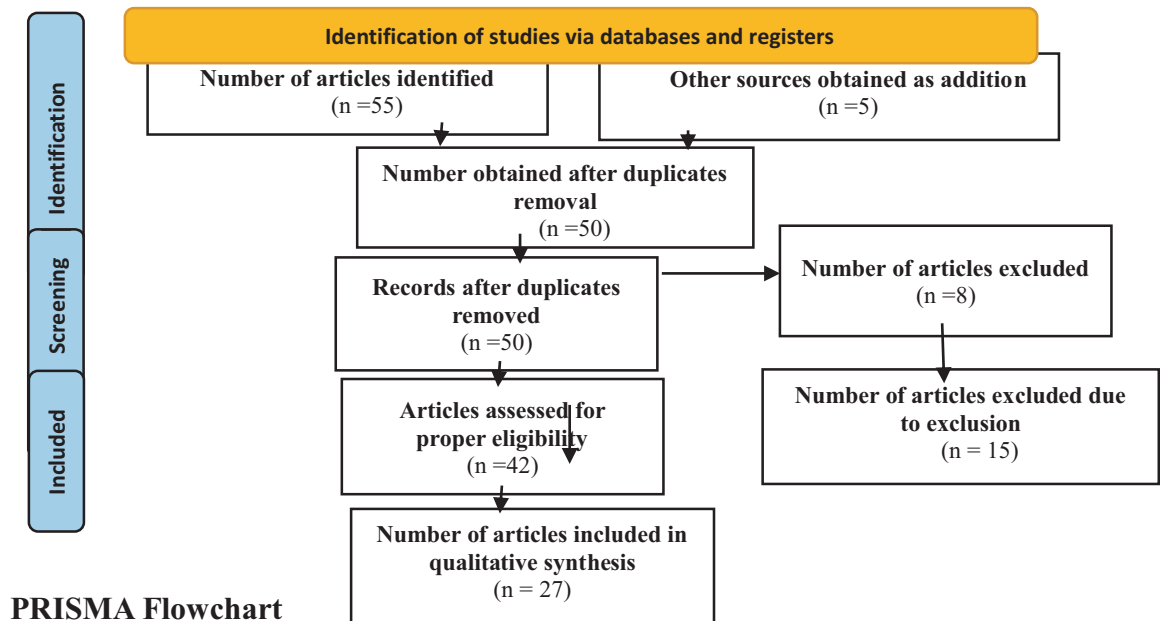 Identification of studies via databases and registers
Identification
Number of articles identified
(n =55)
Other sources obtained as addition
(n =5)
Number obtained after duplicates
removal
(n =50)
Screening
Records after duplicates
removed
(n =50)
Number of articles excluded
(n =8)
Number of articles excluded due
to exclusion
(n = 15)
Included
Articles assessed for
proper eligibility
(n =42)
Number of articles included in
qualitative synthesis
(n = 27)
PRISMA Flowchart